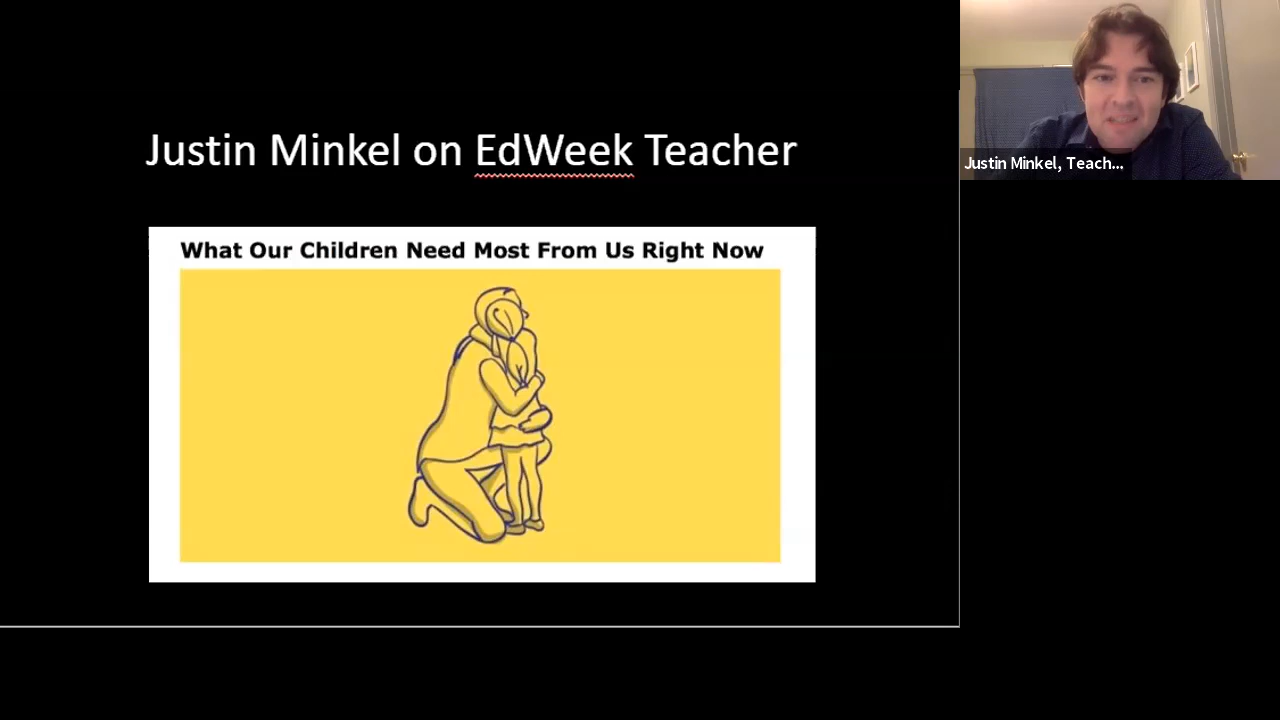 Justin Minkel on EdWeek Teacher
Justin Minkel, Teach...
What Our Children Need Most From Us Right Now